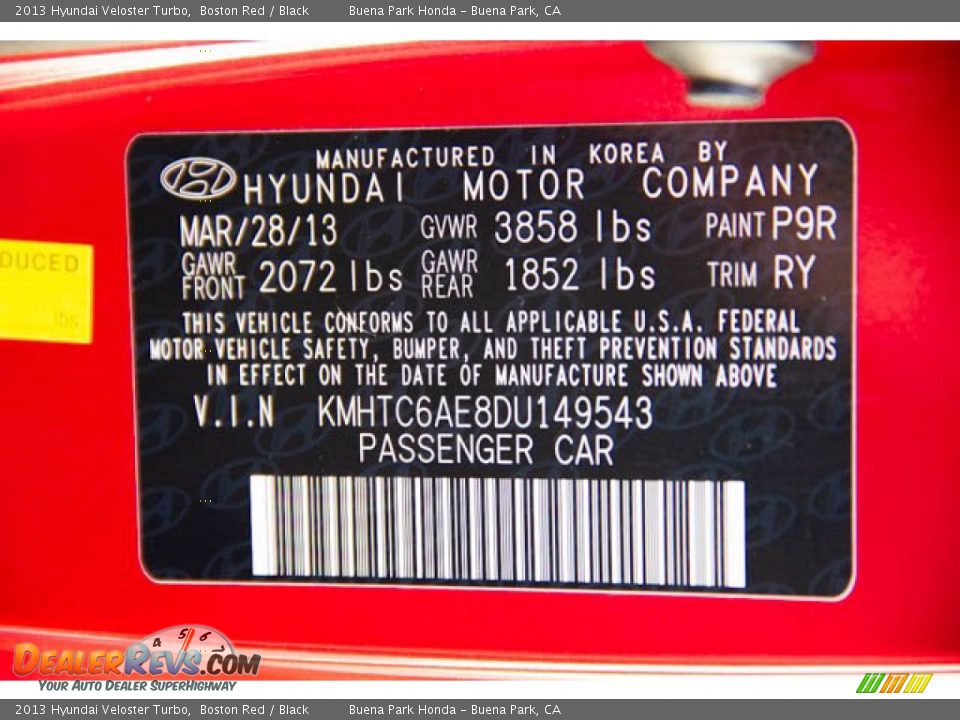 2013 Hyundai Veloster Turbo, Boston Red / Black Buena Park Honda - Buena Park, CA
MANUFACTURED IN KOREA BY
HYUNDAI MOTOR COMPANY
MAR/28/13 GVWR 3858 lbs PAINT P9R
GAWR FRONT 2072 lbs GAWR REAR 1852 lbs TRIM RY
DUCED
lbs
THIS VEHICLE CONFORMS TO ALL APPLICABLE U.S.A. FEDERAL
MOTOR VEHICLE SAFETY, BUMPER, AND THEFT PREVENTION STANDARDS
IN EFFECT ON THE DATE OF MANUFACTURE SHOWN ABOVE
V.I.N KMHTC6AE8DU149543
PASSENGER CAR
4 5 6 7
DEALERREVS.COM
YOUR AUTO DEALER SUPERHIGHWAY
2013 Hyundai Veloster Turbo, Boston Red / Black Buena Park Honda - Buena Park, CA